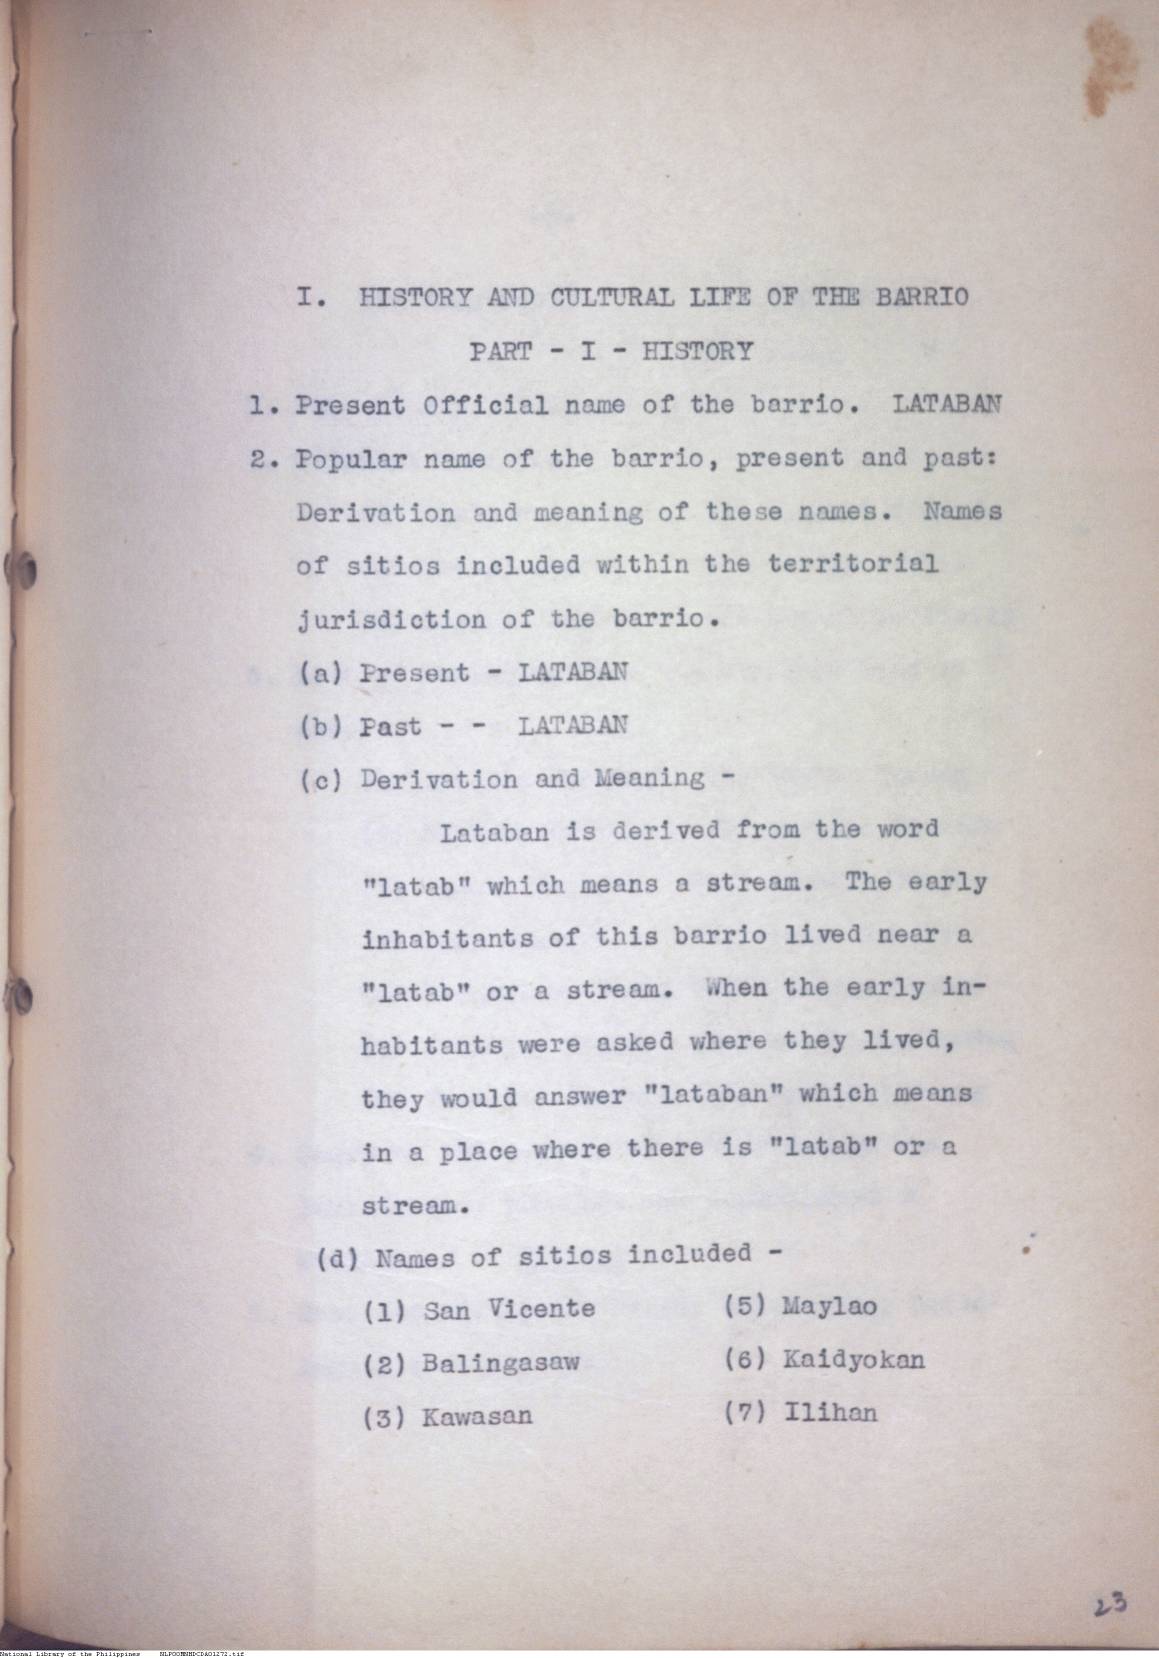 I. HISTORY AND CULTURAL LIFE OF THE BARRIO
PART - I - HISTORY
1. Present Official name of the barrio. LATABAN
2. Popular name of the barrio, present and past:
Derivation and meaning of these names. Names
of sitios included within the territorial
jurisdiction of the barrio.
(a) Present - LATABAN
(b) Past - - LATABAN
(c) Derivation and Meaning -
Lataban is derived from the word
"latab" which means a stream. The early
inhabitants of this barrio lived near a
"latab" or a stream. When the early in-
habitants were asked where they lived,
they would answer "lataban" which means
in a place where there is "latab" or a
stream.
(d) Names of sitios included -
(1) San Vicente (5) Maylao
(2) Balingasaw (6) Kaidyokan
(3) Kawasan (7) Ilihan
23
National Library of the Philippines NLPOOMNHDCDA01272.tif